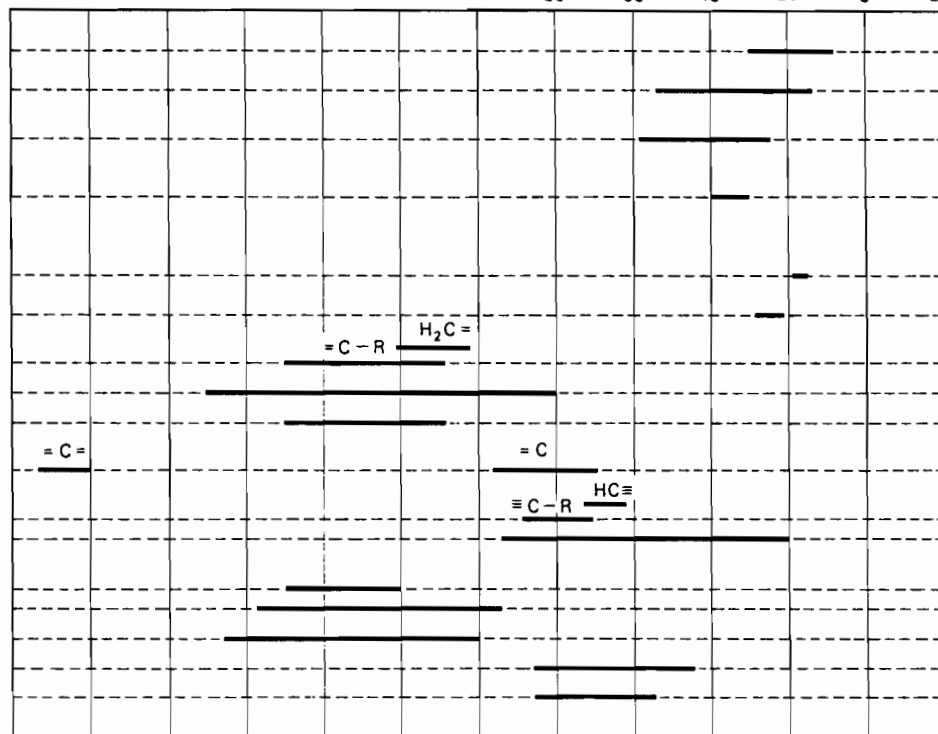 H₂C=
=C-R
=C=
=C
HC≡
≡C-R